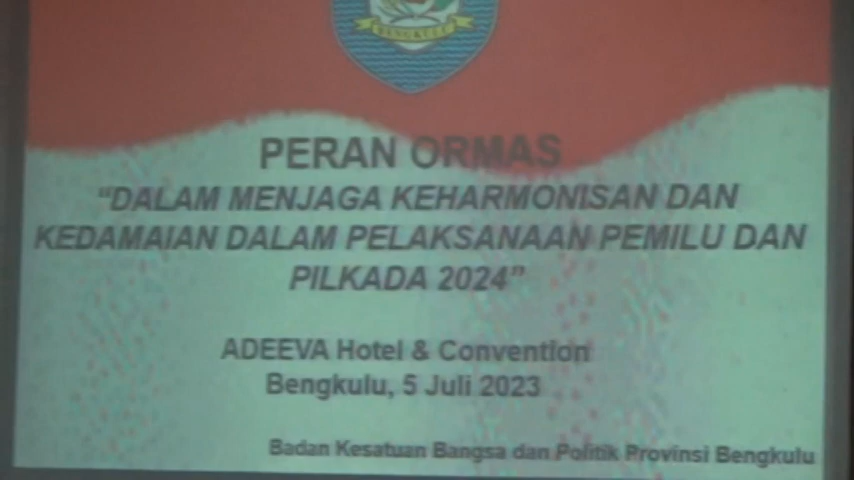 BENGKULU
PERAN ORMAS
"DALAM MENJAGA KEHARMONISAN DAN
KEDAMAIAN DALAM PELAKSANAAN PEMILU DAN
PILKADA 2024"
ADEEVA Hotel & Convention
Bengkulu, 5 Juli 2023
Badan Kesatuan Bangsa dan Politik Provinsi Bengkulu